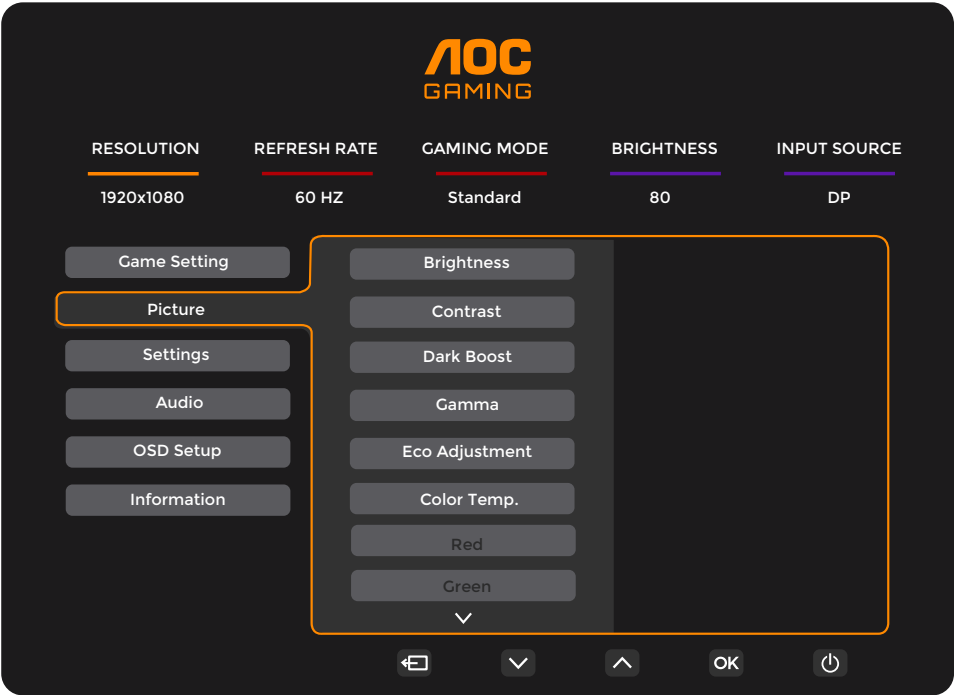 AOC
GAMING
RESOLUTION REFRESH RATE GAMING MODE BRIGHTNESS INPUT SOURCE
1920x1080 60 HZ Standard 80 DP
Game Setting
Picture
Settings
Audio
OSD Setup
Information
Brightness
Contrast
Dark Boost
Gamma
Eco Adjustment
Color Temp.
Red
Green
OK